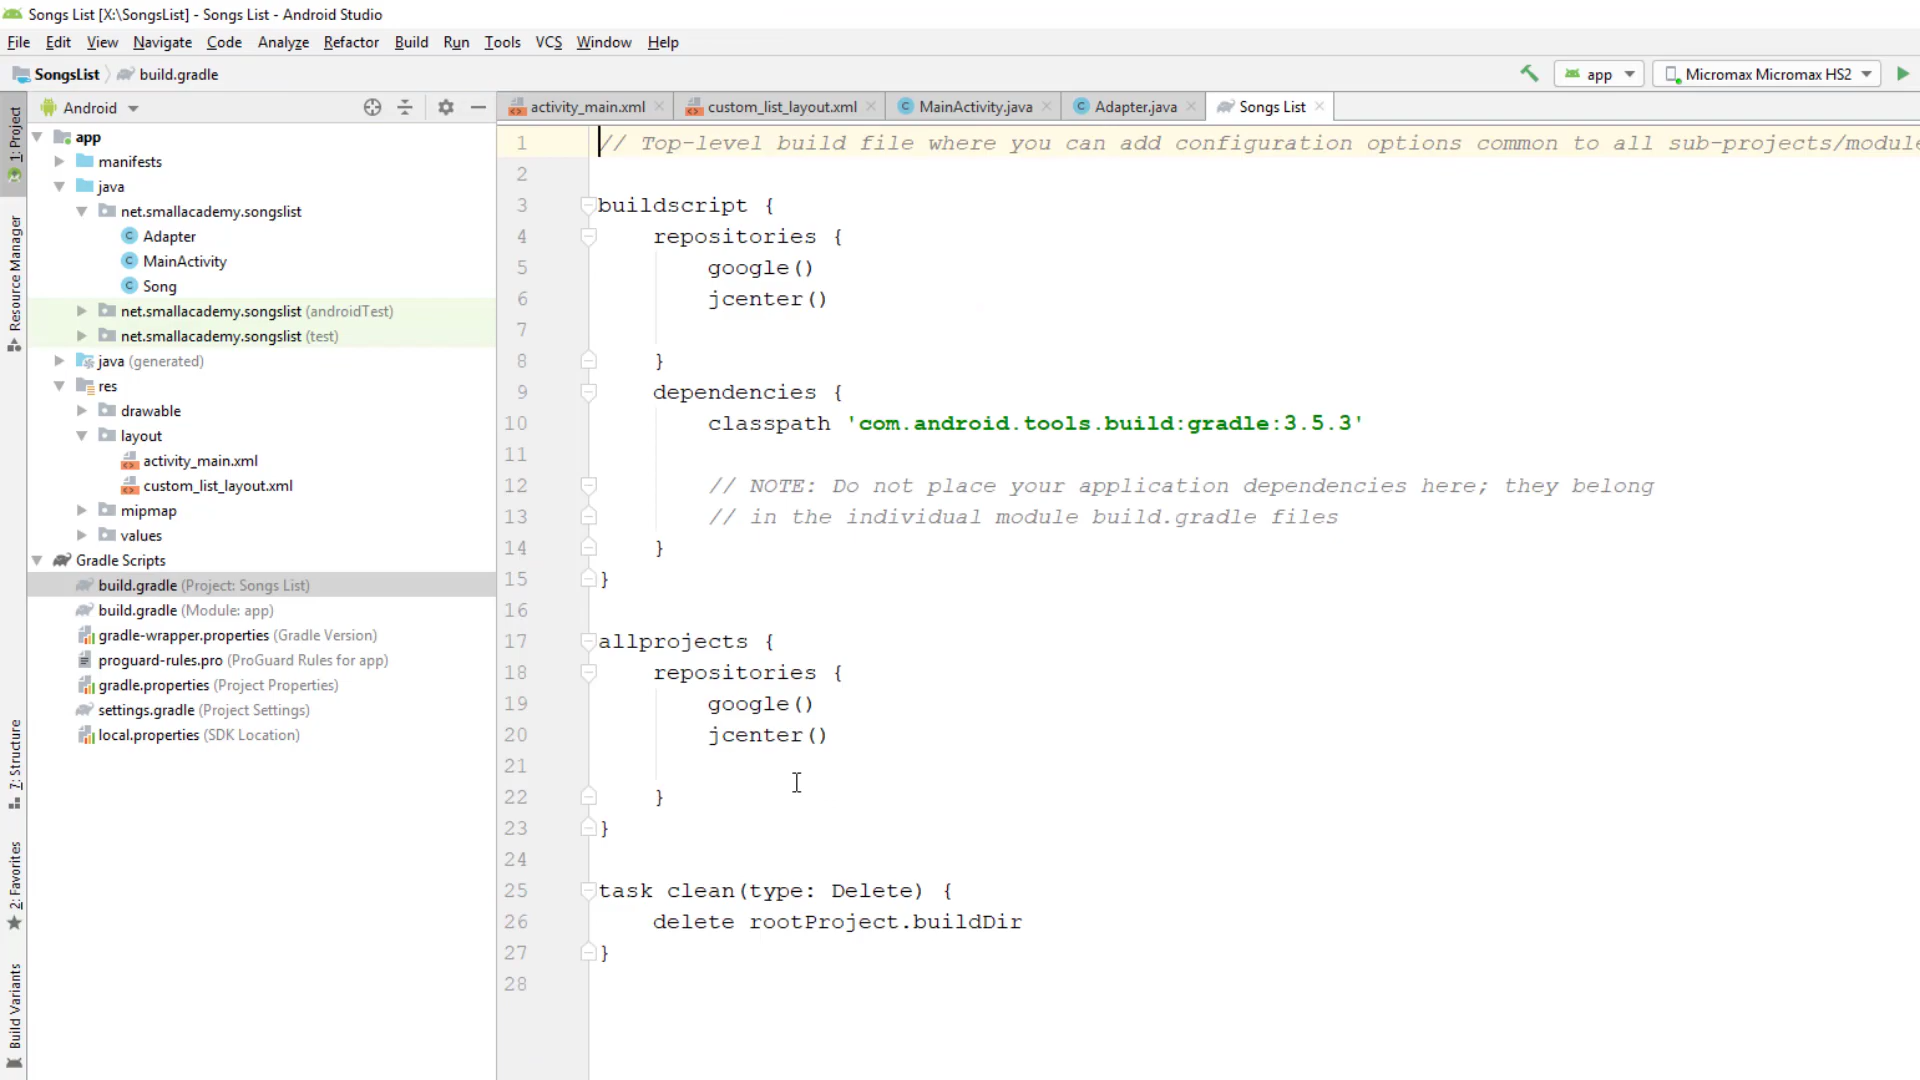 Songs List [X:\SongsList] - Songs List - Android Studio
File Edit View Navigate Code Analyze Refactor Build Run Tools VCS Window Help
SongsList build.gradle
app Micromax Micromax HS2
Android
activity_main.xml custom_list_layout.xml MainActivity.java Adapter.java Songs List
1: Project
Resource Manager
7: Structure
2: Favorites
Build Variants
app
manifests
java
net.smallacademy.songslist
Adapter
MainActivity
Song
net.smallacademy.songslist (androidTest)
net.smallacademy.songslist (test)
java (generated)
res
drawable
layout
activity_main.xml
custom_list_layout.xml
mipmap
values
Gradle Scripts
build.gradle (Project: Songs List)
build.gradle (Module: app)
gradle-wrapper.properties (Gradle Version)
proguard-rules.pro (ProGuard Rules for app)
gradle.properties (Project Properties)
settings.gradle (Project Settings)
local.properties (SDK Location)
1 // Top-level build file where you can add configuration options common to all sub-projects/module
2
3 buildscript {
4 repositories {
5 google()
6 jcenter()
7
8 }
9 dependencies {
10 classpath 'com.android.tools.build:gradle:3.5.3'
11
12 // NOTE: Do not place your application dependencies here; they belong
13 // in the individual module build.gradle files
14 }
15 }
16
17 allprojects {
18 repositories {
19 google()
20 jcenter()
21
22 }
23 }
24
25 task clean(type: Delete) {
26 delete rootProject.buildDir
27 }
28